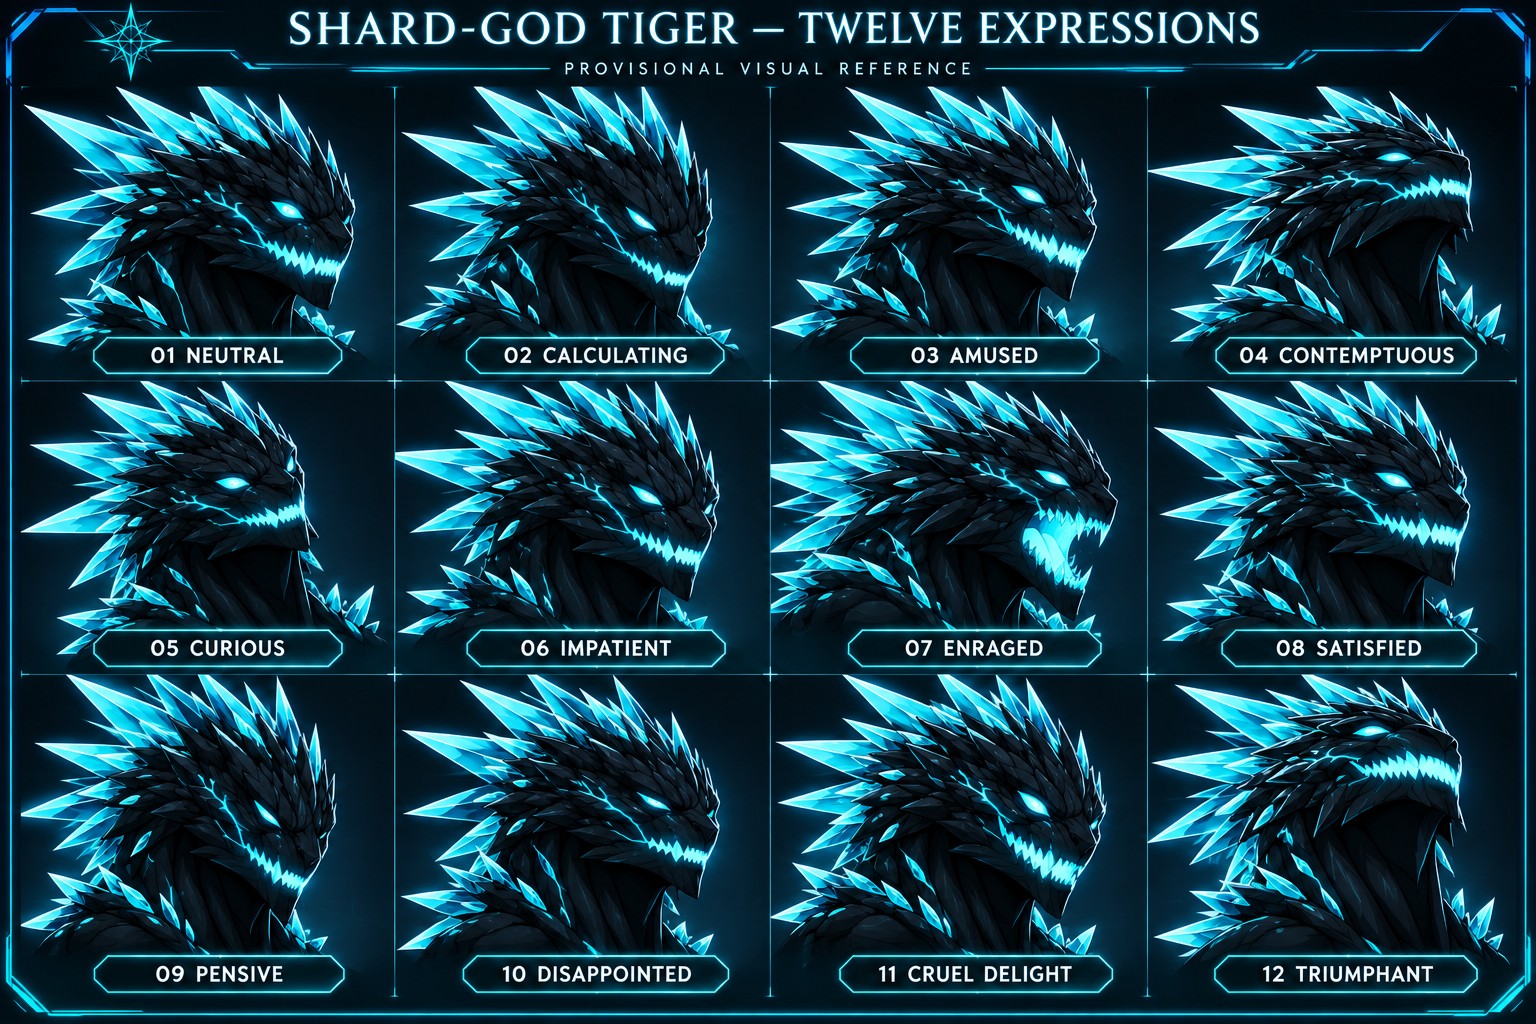 SHARD-GOD TIGER — TWELVE EXPRESSIONS
PROVISIONAL VISUAL REFERENCE
01 NEUTRAL
02 CALCULATING
03 AMUSED
04 CONTEMPTUOUS
05 CURIOUS
06 IMPATIENT
07 ENRAGED
08 SATISFIED
09 PENSIVE
10 DISAPPOINTED
11 CRUEL DELIGHT
12 TRIUMPHANT